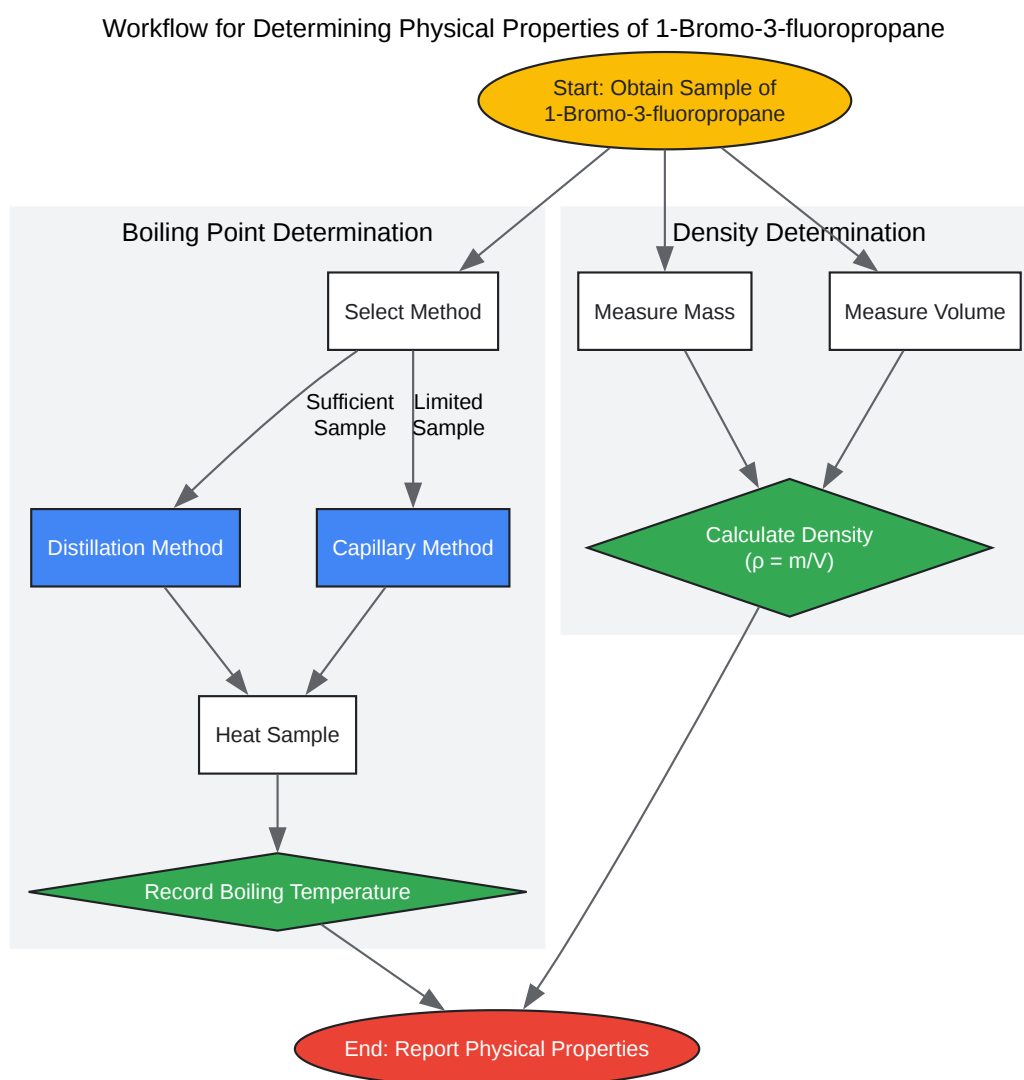 Workflow for Determining Physical Properties of 1-Bromo-3-fluoropropane
Start: Obtain Sample of
1-Bromo-3-fluoropropane
Boiling Point Determination
Density Determination
Select Method
Measure Mass
Measure Volume
Sufficient
Sample
Limited
Sample
Distillation Method
Capillary Method
Calculate Density
(ρ = m/V)
Heat Sample
Record Boiling Temperature
End: Report Physical Properties